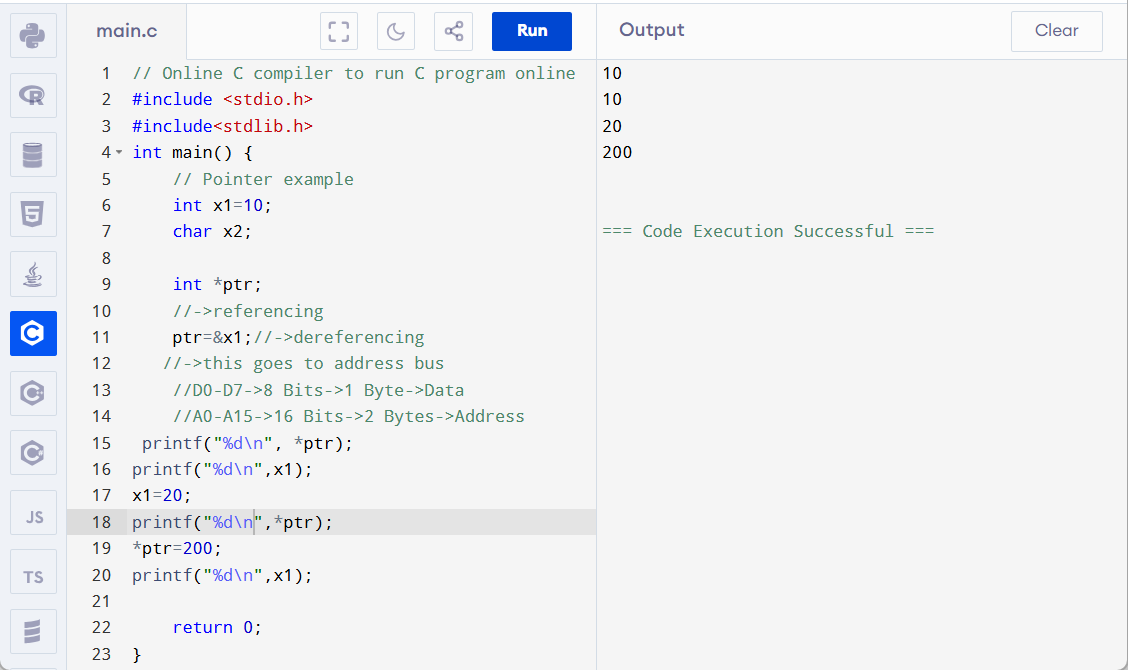 main.c
Run
Output
Clear
1 // Online C compiler to run C program online
2 #include <stdio.h>
3 #include<stdlib.h>
4 int main() {
5 // Pointer example
6 int x1=10;
7 char x2;
8
9 int *ptr;
10 //->referencing
11 ptr=&x1;//->dereferencing
12 //->this goes to address bus
13 //D0-D7->8 Bits->1 Byte->Data
14 //A0-A15->16 Bits->2 Bytes->Address
15 printf("%d\n", *ptr);
16 printf("%d\n",x1);
17 x1=20;
18 printf("%d\n",*ptr);
19 *ptr=200;
20 printf("%d\n",x1);
21
22 return 0;
23 }
10
10
20
200
=== Code Execution Successful ===
R
5
C
JS
TS